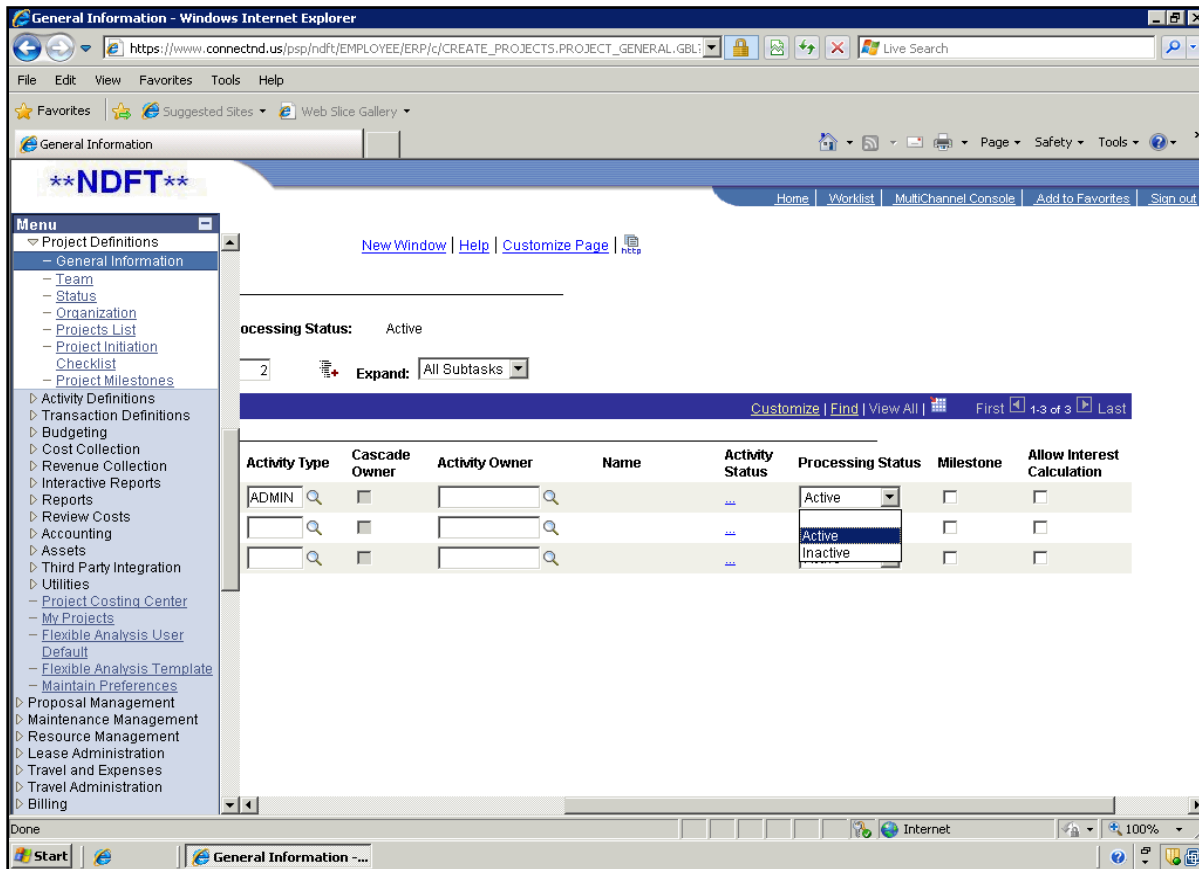 General Information - Windows Internet Explorer
https://www.connectnd.us/psp/ndft/EMPLOYEE/ERP/c/CREATE_PROJECTS.PROJECT_GENERAL.GBL
Live Search
File Edit View Favorites Tools Help
Favorites Suggested Sites Web Slice Gallery
General Information
Page Safety Tools
**NDFT**
Home Worklist MultiChannel Console Add to Favorites Sign out
Menu
Project Definitions
– General Information
– Team
– Status
– Organization
– Projects List
– Project Initiation
Checklist
– Project Milestones
Activity Definitions
Transaction Definitions
Budgeting
Cost Collection
Revenue Collection
Interactive Reports
Reports
Review Costs
Accounting
Assets
Third Party Integration
Utilities
– Project Costing Center
– My Projects
– Flexible Analysis User
Default
– Flexible Analysis Template
– Maintain Preferences
Proposal Management
Maintenance Management
Resource Management
Lease Administration
Travel and Expenses
Travel Administration
Billing
New Window | Help | Customize Page | http
ocessing Status: Active
2 Expand: All Subtasks
Customize | Find | View All | First 1-3 of 3 Last
Activity Type Cascade Owner Activity Owner Name Activity Status Processing Status Milestone Allow Interest Calculation
ADMIN ... Active
...
Active
Inactive
...
Done Internet 100%
Start General Information -...